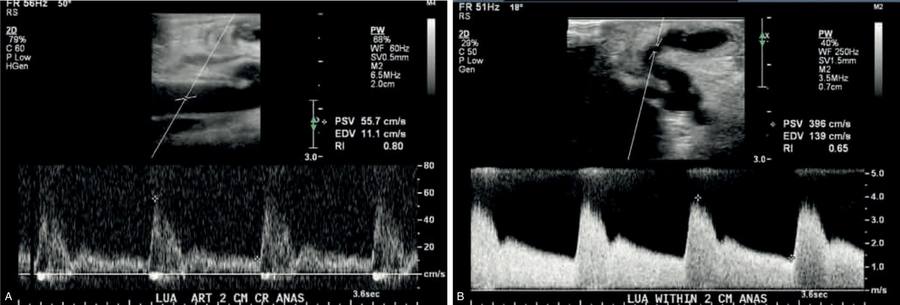 FR 56Hz 50°
RS
2D
79%
C 60
P Low
HGen
M4
PW
68%
WF 60Hz
SV0.5mm
M2
6.5MHz
2.0cm
PSV 55.7 cm/s
EDV 11.1 cm/s
RI 0.80
3.0
80
60
40
20
cm/s
3.6sec
A LUA ART 2 CM CR ANAS
FR 51Hz 18°
RS
2D
29%
C 50
P Low
Gen
M2
PW
40%
WF 250Hz
SV1.5mm
M2
3.5MHz
0.7cm
x
PSV 396 cm/s
EDV 139 cm/s
RI 0.65
3.0
5.0
4.0
3.0
2.0
1.0
m/s
3.6sec
B LUA WITHIN 2 CM ANAS